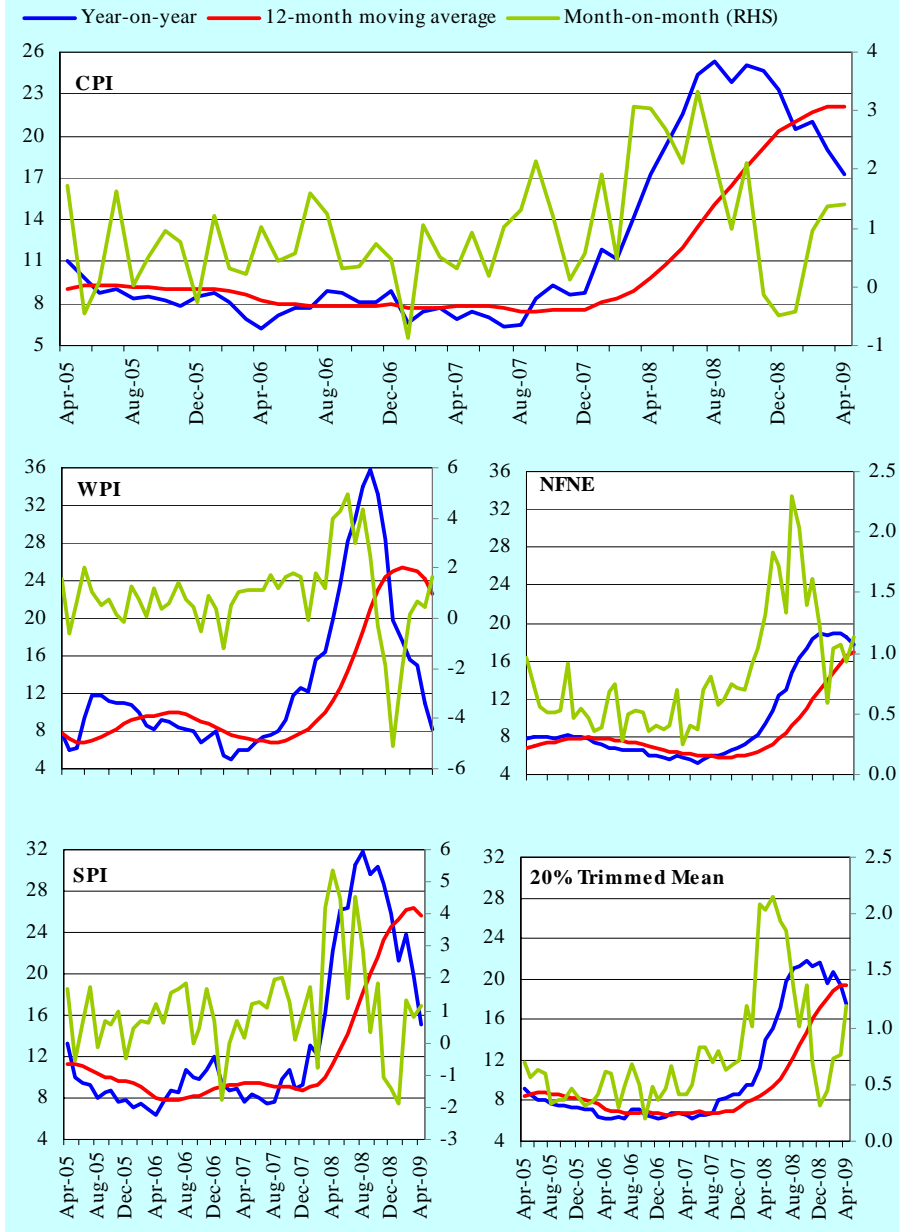 Year-on-year 12-month moving average Month-on-month (RHS)
CPI
26
23
20
17
14
11
8
5
4
3
2
1
0
-1
Apr-05
Aug-05
Dec-05
Apr-06
Aug-06
Dec-06
Apr-07
Aug-07
Dec-07
Apr-08
Aug-08
Dec-08
Apr-09
WPI
36
32
28
24
20
16
12
8
4
6
4
2
0
-2
-4
-6
NFNE
36
32
28
24
20
16
12
8
4
2.5
2.0
1.5
1.0
0.5
0.0
SPI
32
28
24
20
16
12
8
4
6
5
4
3
2
1
0
-1
-2
-3
Apr-05
Aug-05
Dec-05
Apr-06
Aug-06
Dec-06
Apr-07
Aug-07
Dec-07
Apr-08
Aug-08
Dec-08
Apr-09
20% Trimmed Mean
32
28
24
20
16
12
8
4
2.5
2.0
1.5
1.0
0.5
0.0
Apr-05
Aug-05
Dec-05
Apr-06
Aug-06
Dec-06
Apr-07
Aug-07
Dec-07
Apr-08
Aug-08
Dec-08
Apr-09